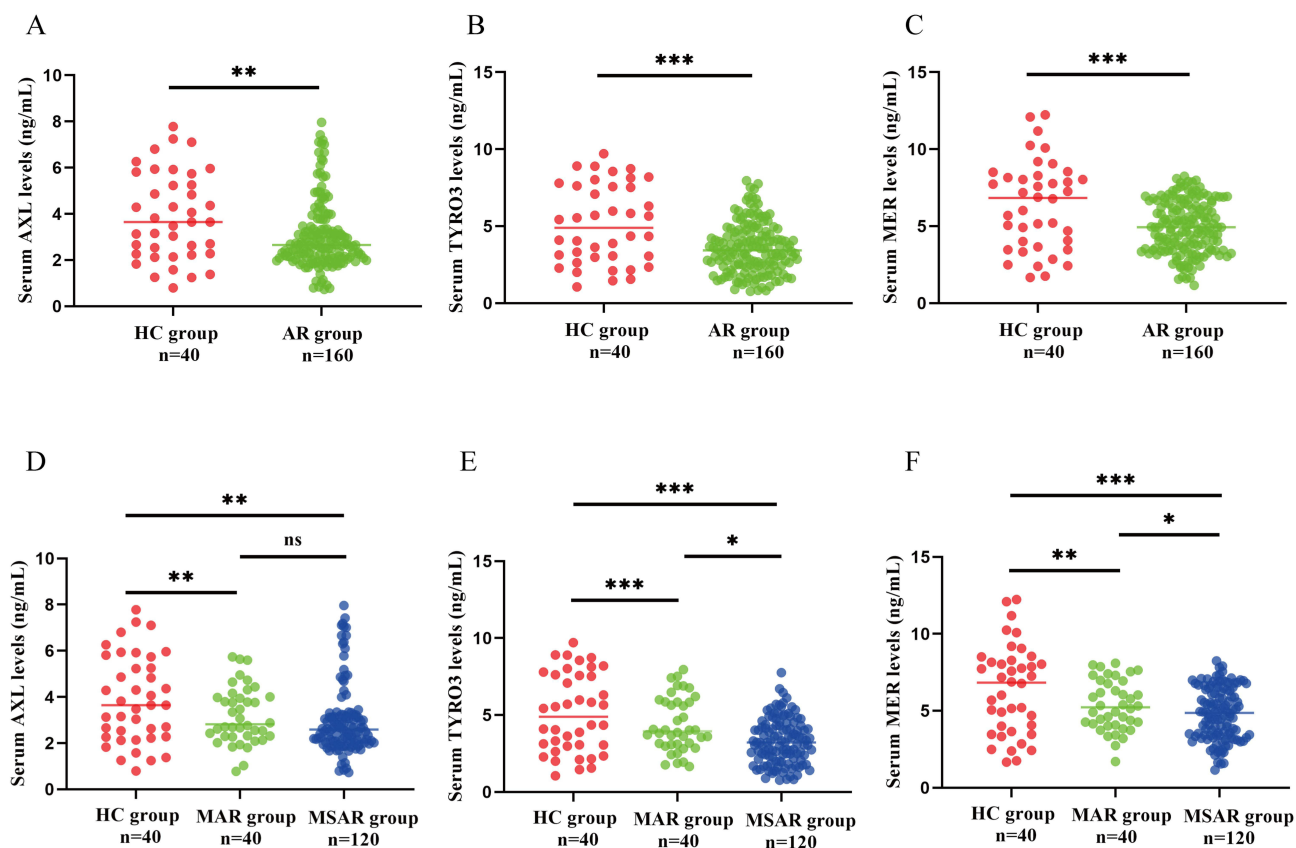 A
Serum AXL levels (ng/mL)
10
8
6
4
2
0
**
HC group
n=40
AR group
n=160
B
Serum TYRO3 levels (ng/mL)
15
10
5
0
***
HC group
n=40
AR group
n=160
C
Serum MER levels (ng/mL)
15
10
5
0
***
HC group
n=40
AR group
n=160
D
Serum AXL levels (ng/mL)
10
8
6
4
2
0
**
ns
**
HC group
n=40
MAR group
n=40
MSAR group
n=120
E
Serum TYRO3 levels (ng/mL)
15
10
5
0
***
*
***
HC group
n=40
MAR group
n=40
MSAR group
n=120
F
Serum MER levels (ng/mL)
15
10
5
0
***
*
**
HC group
n=40
MAR group
n=40
MSAR group
n=120